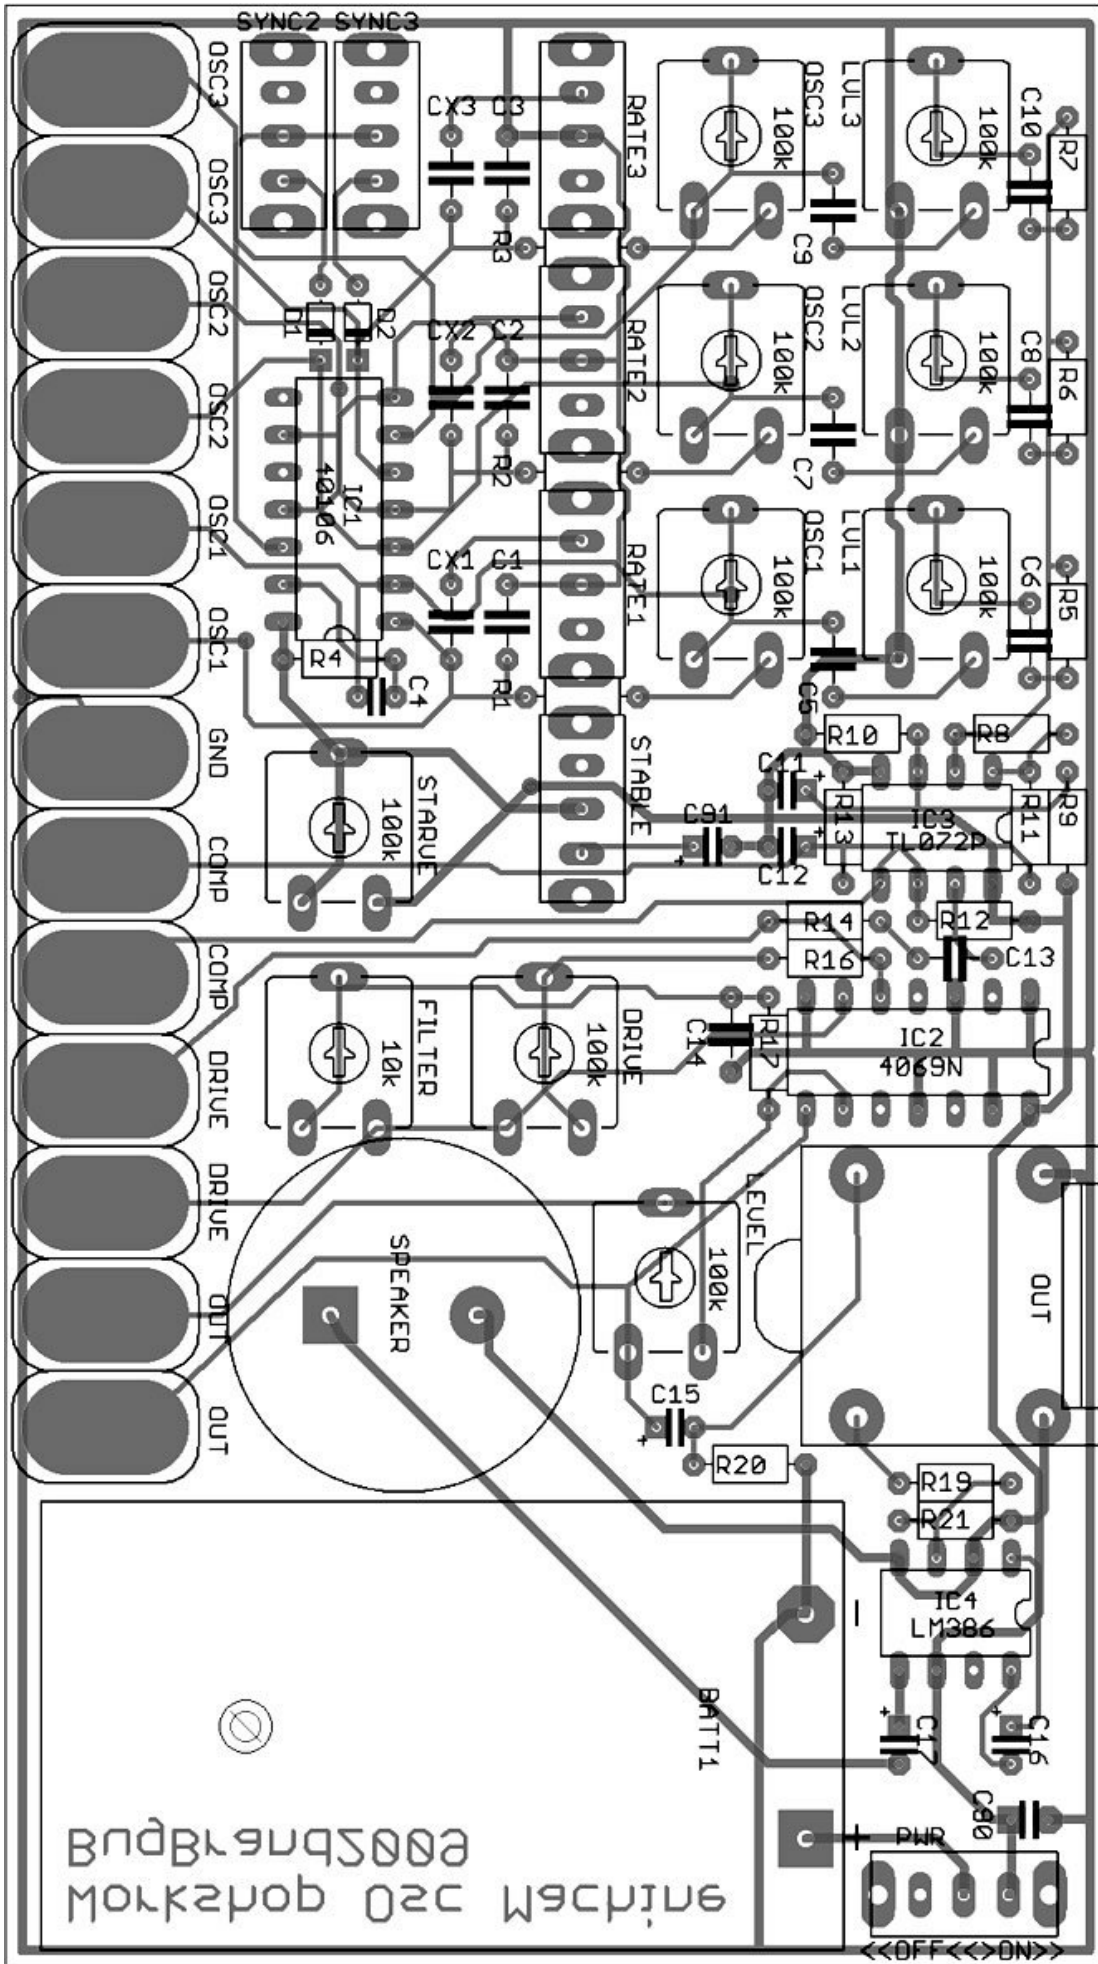 SYNC2 SYNC3
OSC3
OSC3
OSC2
OSC2
OSC1
OSC1
GND
COMP
COMP
DRIVE
DRIVE
OUT
OUT
CX3 C3
RATE3
OSC3
100k
LVL3
100k
C10
R7
R3
C9
D1
D2
CX2 C2
RATE2
OSC2
100k
LVL2
100k
C8
R6
R2
C7
IC1
40106
CX1 C1
RATE1
OSC1
100k
LVL1
100k
C6
R5
R4
C4
R1
C5
STARVE
100k
STABLE
R10
R8
C11
+
C91
+
C12
+
R13
IC3
TL072P
R11
R9
R14
R12
R16
C13
FILTER
10k
DRIVE
100k
C14
R17
IC2
4069N
SPEAKER
LEVEL
100k
OUT
C15
+
R20
R19
R21
IC4
LM386
-
BATT1
+
C17
+
C16
C90
+
PWR
<<OFF<<>ON>>
BugBrand2009
Workshop Osc Machine